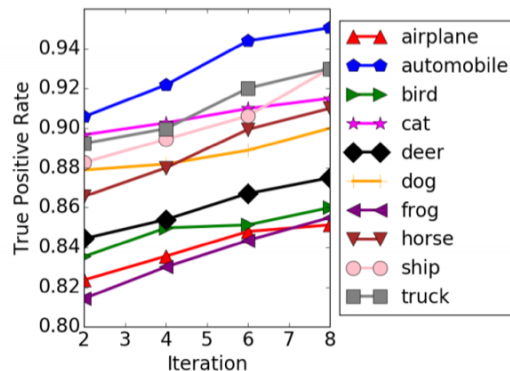 True Positive Rate
0.94
0.92
0.90
0.88
0.86
0.84
0.82
0.80
2 3 4 5 6 7 8
Iteration
airplane
automobile
bird
cat
deer
dog
frog
horse
ship
truck